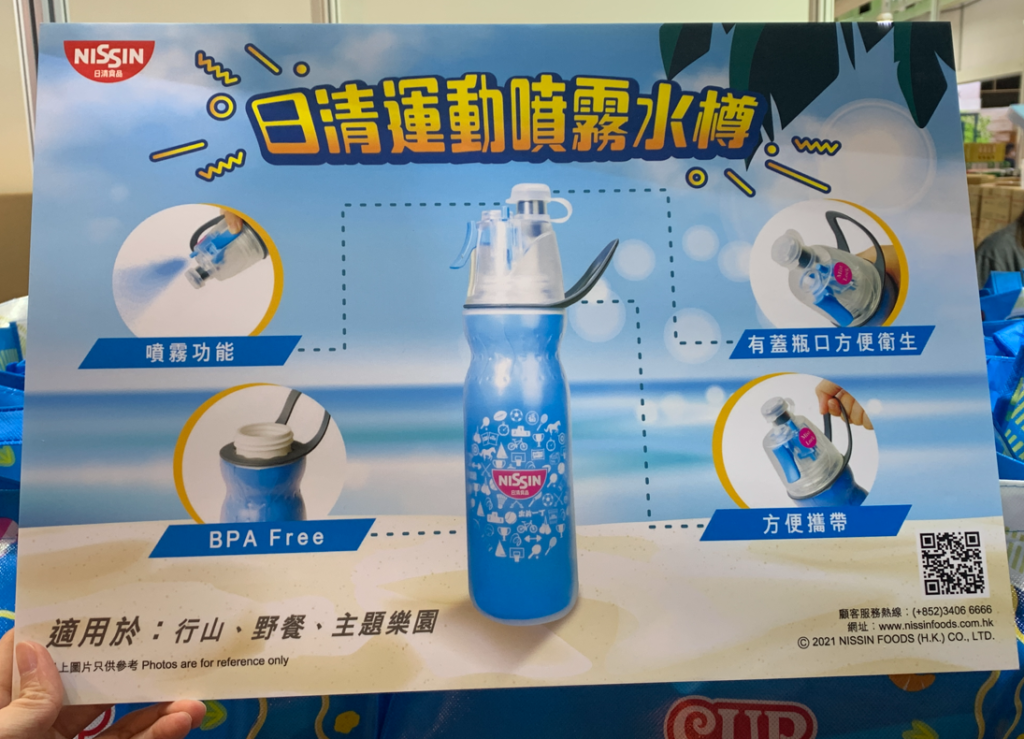 NISSIN
日清食品
日清運動噴霧水樽
噴霧功能
有蓋瓶口方便衛生
NISSIN
日清食品
BPA Free
方便攜帶
適用於：行山、野餐、主題樂園
上圖片只供參考 Photos are for reference only
顧客服務熱線：(+852)3406 6666
網址：www.nissinfoods.com.hk
© 2021 NISSIN FOODS (H.K.) CO., LTD.
CUP